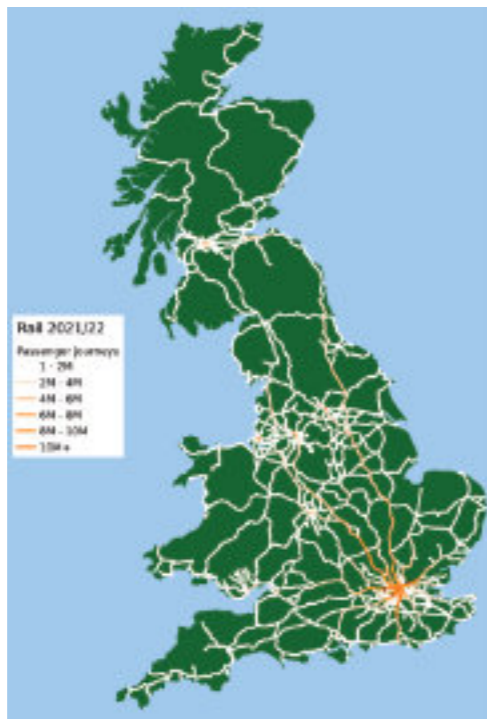 Rail 2021/22
Passenger Journeys
1 - 2M
2M - 4M
4M - 6M
6M - 8M
8M - 10M
10M+